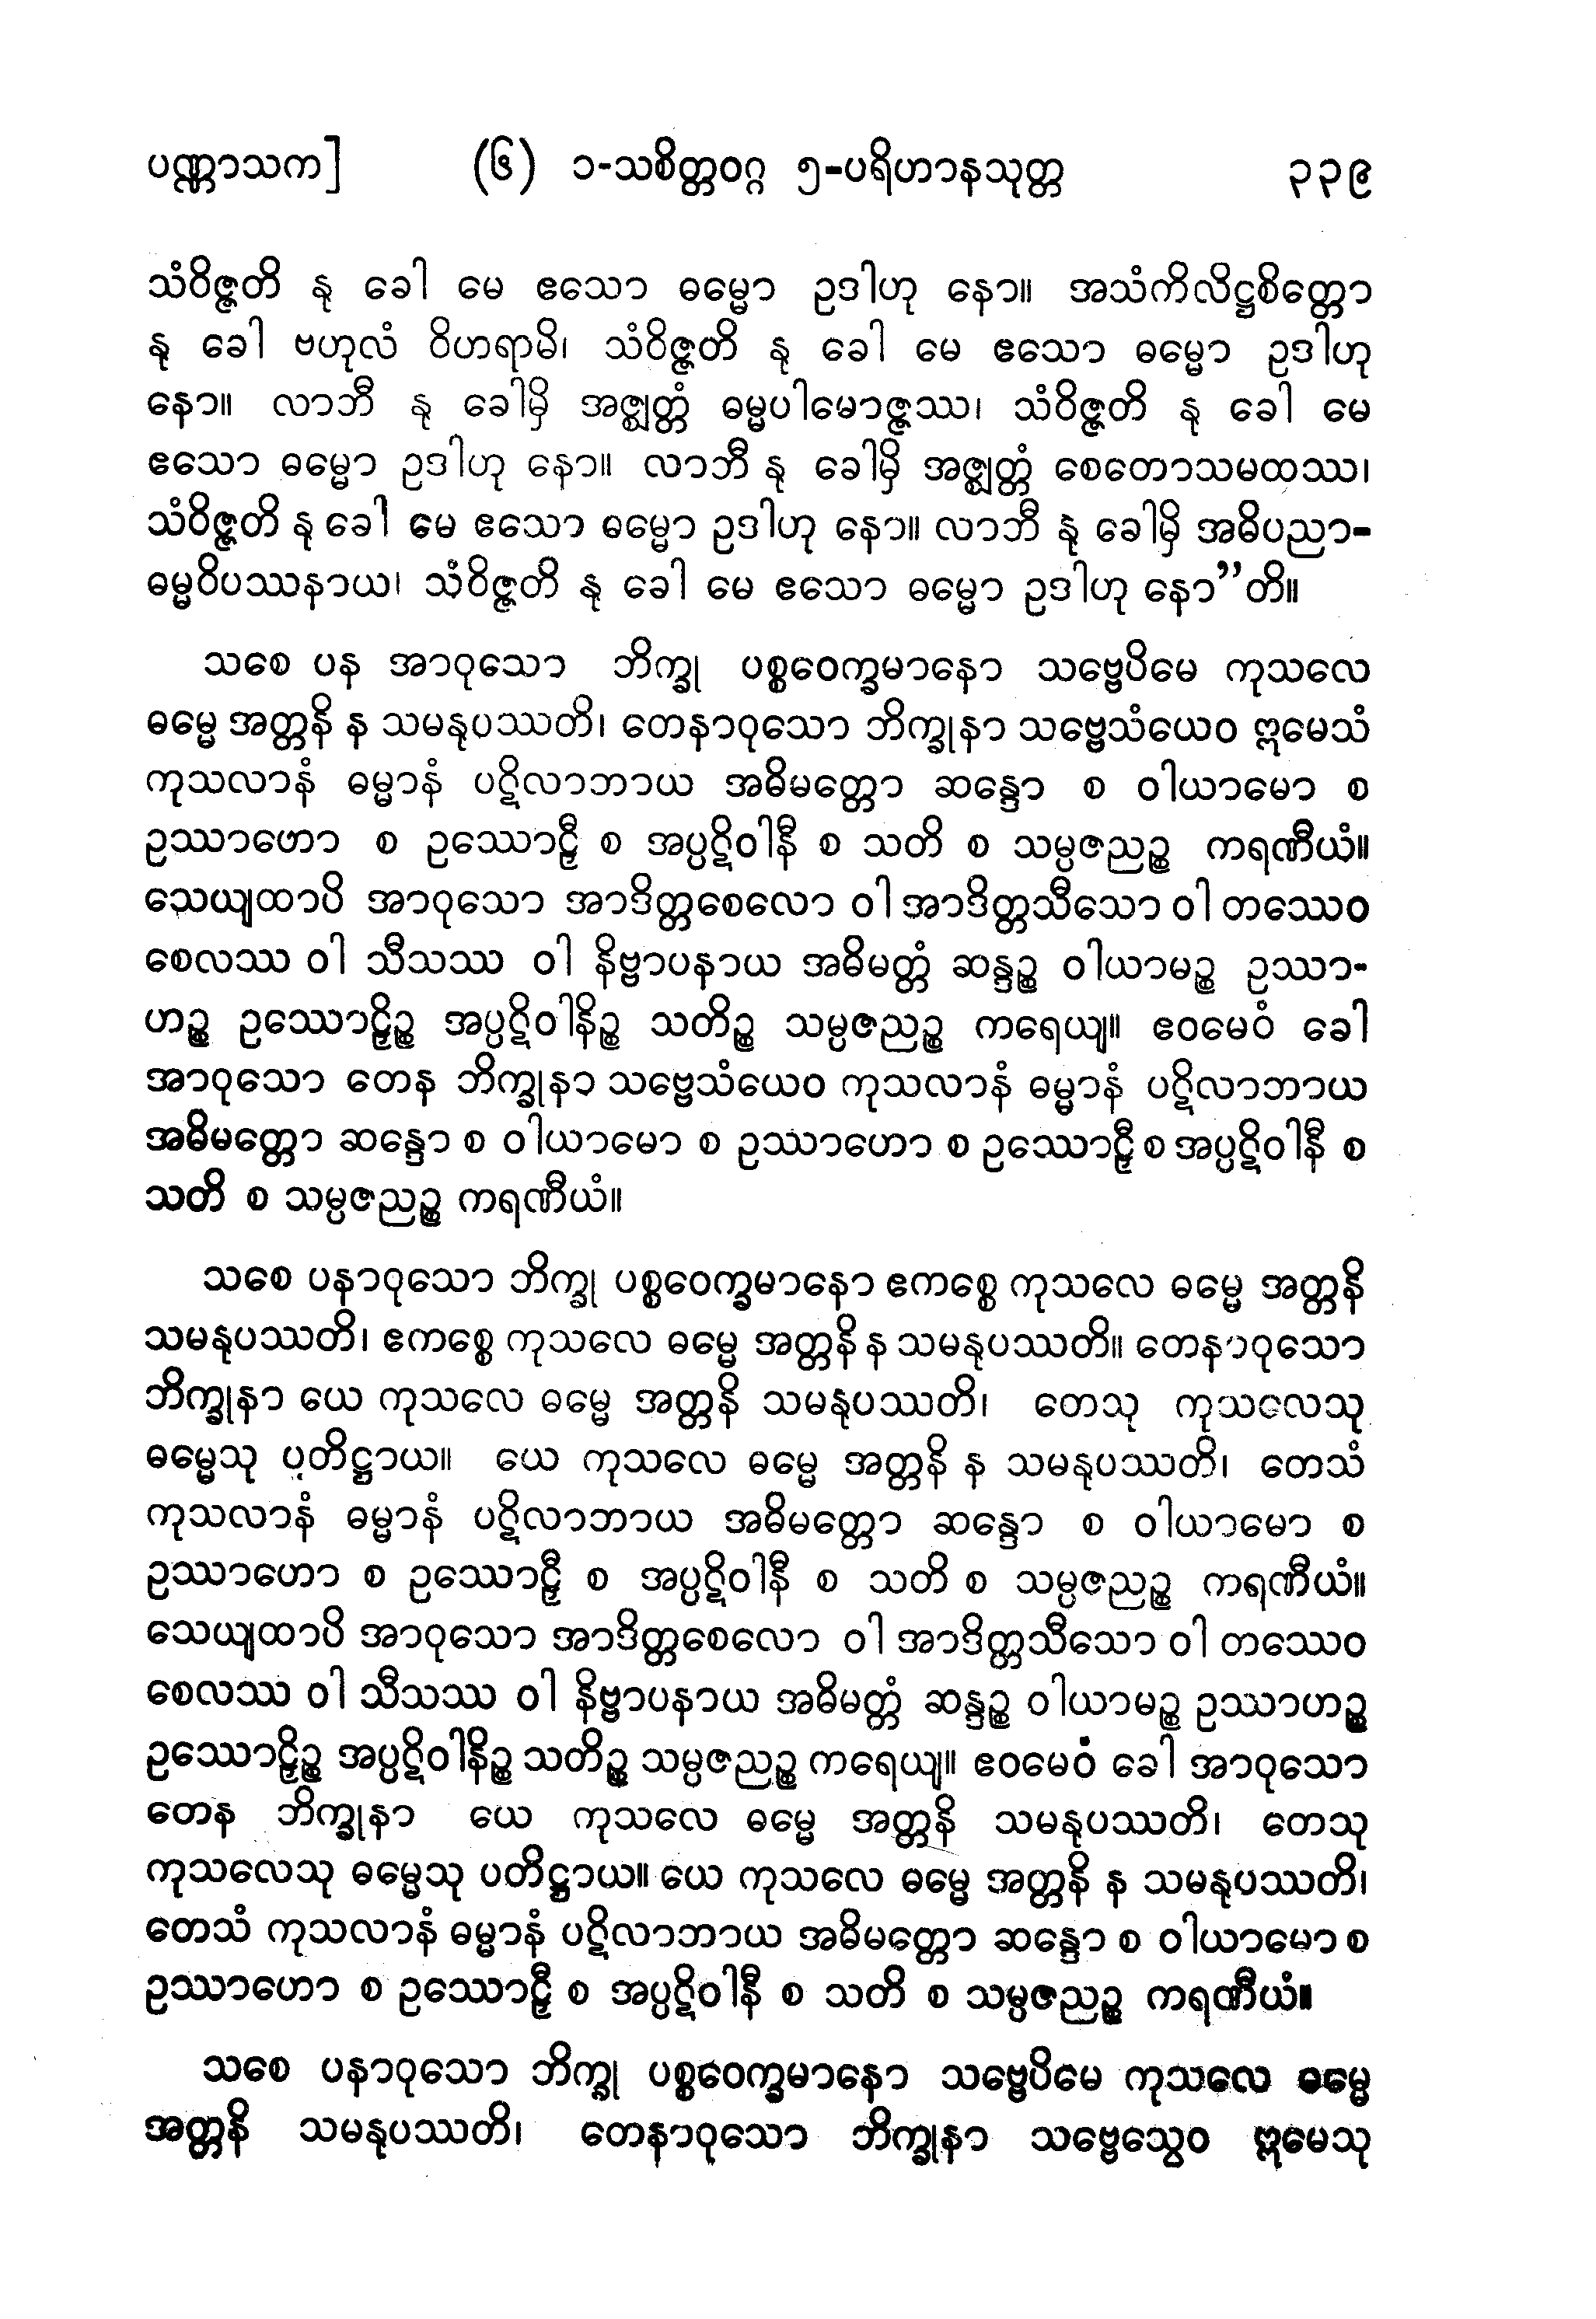 ပဏ္ဏာသက] (၆) ၁-သစိတ္တဝဂ္ဂ ၅-ပရိဟာနသုတ္တ ၃၃၉
သံဝိဇ္ဇတိ နု ခေါ မေ ဧသော ဓမ္မော ဥဒါဟု နော။ အသံကိလိဋ္ဌစိတ္တော
နု ခေါ ဗဟုလံ ဝိဟရာမိ၊ သံဝိဇ္ဇတိ နု ခေါ မေ ဧသော ဓမ္မော ဥဒါဟု
နော။ လာဘီ နု ခေါမှိ အဇ္ဈတ္တံ ဓမ္မပါမောဇ္ဇဿ၊ သံဝိဇ္ဇတိ နု ခေါ မေ
ဧသော ဓမ္မော ဥဒါဟု နော။ လာဘီ နု ခေါမှိ အဇ္ဈတ္တံ စေတောသမထဿ၊
သံဝိဇ္ဇတိ နု ခေါ မေ ဧသော ဓမ္မော ဥဒါဟု နော။ လာဘီ နု ခေါမှိ အဓိပညာ-
ဓမ္မဝိပဿနာယ၊ သံဝိဇ္ဇတိ နု ခေါ မေ ဧသော ဓမ္မော ဥဒါဟု နော”တိ။
သစေ ပန အာဝုသော ဘိက္ခု ပစ္စဝေက္ခမာနော သဗ္ဗေပိမေ ကုသလေ
ဓမ္မေ အတ္တနိ န သမနုပဿတိ၊ တေနာဝုသော ဘိက္ခုနာ သဗ္ဗေသံယေဝ ဣမေသံ
ကုသလာနံ ဓမ္မာနံ ပဋိလာဘာယ အဓိမတ္တော ဆန္ဒော စ ဝါယာမော စ
ဥဿာဟော စ ဥဿောဠှီ စ အပ္ပဋိဝါနီ စ သတိ စ သမ္ပဇညဉ္စ ကရဏီယံ။
သေယျထာပိ အာဝုသော အာဒိတ္တစေလော ဝါ အာဒိတ္တသီသော ဝါ တဿေဝ
စေလဿ ဝါ သီသဿ ဝါ နိဗ္ဗာပနာယ အဓိမတ္တံ ဆန္ဒဉ္စ ဝါယာမဉ္စ ဥဿာ-
ဟဉ္စ ဥဿောဠှိဉ္စ အပ္ပဋိဝါနိဉ္စ သတိဉ္စ သမ္ပဇညဉ္စ ကရေယျ။ ဧဝမေဝံ ခေါ
အာဝုသော တေန ဘိက္ခုနာ သဗ္ဗေသံယေဝ ကုသလာနံ ဓမ္မာနံ ပဋိလာဘာယ
အဓိမတ္တော ဆန္ဒော စ ဝါယာမော စ ဥဿာဟော စ ဥဿောဠှီ စ အပ္ပဋိဝါနီ စ
သတိ စ သမ္ပဇညဉ္စ ကရဏီယံ။
သစေ ပနာဝုသော ဘိက္ခု ပစ္စဝေက္ခမာနော ဧကစ္စေ ကုသလေ ဓမ္မေ အတ္တနိ
သမနုပဿတိ၊ ဧကစ္စေ ကုသလေ ဓမ္မေ အတ္တနိ န သမနုပဿတိ။ တေနာဝုသော
ဘိက္ခုနာ ယေ ကုသလေ ဓမ္မေ အတ္တနိ သမနုပဿတိ၊ တေသု ကုသလေသု
ဓမ္မေသု ပတိဋ္ဌာယ။ ယေ ကုသလေ ဓမ္မေ အတ္တနိ န သမနုပဿတိ၊ တေသံ
ကုသလာနံ ဓမ္မာနံ ပဋိလာဘာယ အဓိမတ္တော ဆန္ဒော စ ဝါယာမော စ
ဥဿာဟော စ ဥဿောဠှီ စ အပ္ပဋိဝါနီ စ သတိ စ သမ္ပဇညဉ္စ ကရဏီယံ။
သေယျထာပိ အာဝုသော အာဒိတ္တစေလော ဝါ အာဒိတ္တသီသော ဝါ တဿေဝ
စေလဿ ဝါ သီသဿ ဝါ နိဗ္ဗာပနာယ အဓိမတ္တံ ဆန္ဒဉ္စ ဝါယာမဉ္စ ဥဿာဟဉ္စ
ဥဿောဠှိဉ္စ အပ္ပဋိဝါနိဉ္စ သတိဉ္စ သမ္ပဇညဉ္စ ကရေယျ။ ဧဝမေဝံ ခေါ အာဝုသော
တေန ဘိက္ခုနာ ယေ ကုသလေ ဓမ္မေ အတ္တနိ သမနုပဿတိ၊ တေသု
ကုသလေသု ဓမ္မေသု ပတိဋ္ဌာယ။ ယေ ကုသလေ ဓမ္မေ အတ္တနိ န သမနုပဿတိ၊
တေသံ ကုသလာနံ ဓမ္မာနံ ပဋိလာဘာယ အဓိမတ္တော ဆန္ဒော စ ဝါယာမော စ
ဥဿာဟော စ ဥဿောဠှီ စ အပ္ပဋိဝါနီ စ သတိ စ သမ္ပဇညဉ္စ ကရဏီယံ။
သစေ ပနာဝုသော ဘိက္ခု ပစ္စဝေက္ခမာနော သဗ္ဗေပိမေ ကုသလေ ဓမ္မေ
အတ္တနိ သမနုပဿတိ၊ တေနာဝုသော ဘိက္ခုနာ သဗ္ဗေသွေဝ ဣမေသု